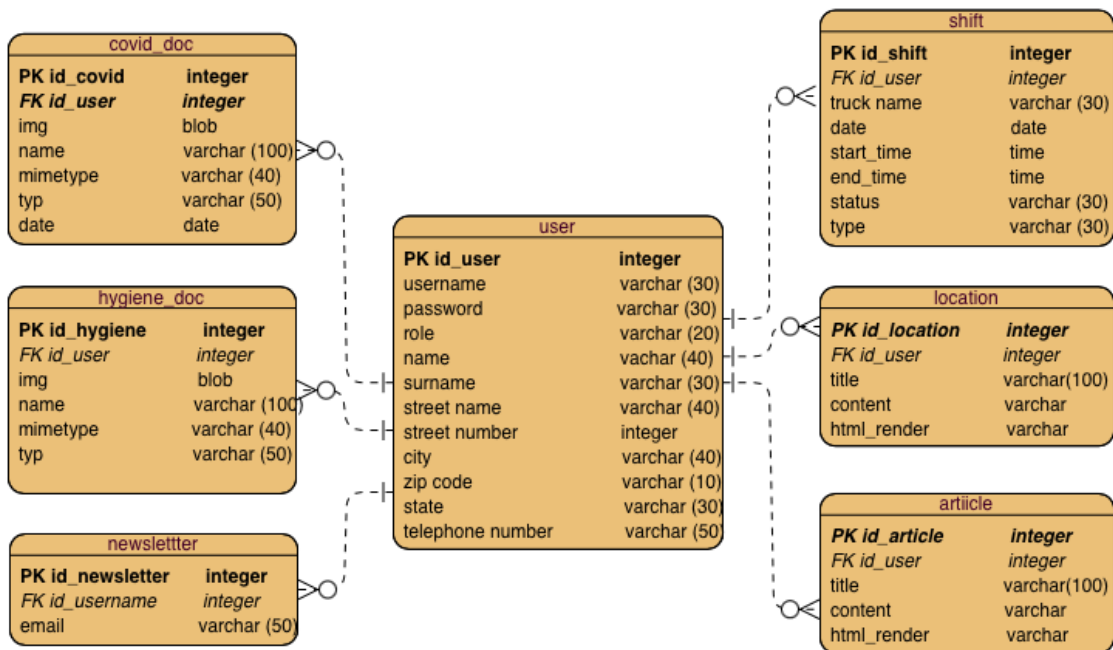 covid_doc
PK id_covid integer
FK id_user integer
img blob
name varchar (100)
mimetype varchar (40)
typ varchar (50)
date date
hygiene_doc
PK id_hygiene integer
FK id_user integer
img blob
name varchar (100)
mimetype varchar (40)
typ varchar (50)
newslettter
PK id_newsletter integer
FK id_username integer
email varchar (50)
user
PK id_user integer
username varchar (30)
password varchar (30)
role varchar (20)
name vachar (40)
surname varchar (30)
street name varchar (40)
street number integer
city varchar (40)
zip code varchar (10)
state varchar (30)
telephone number varchar (50)
shift
PK id_shift integer
FK id_user integer
truck name varchar (30)
date date
start_time time
end_time time
status varchar (30)
type varchar (30)
location
PK id_location integer
FK id_user integer
title varchar(100)
content varchar
html_render varchar
artiicle
PK id_article integer
FK id_user integer
title varchar(100)
content varchar
html_render varchar